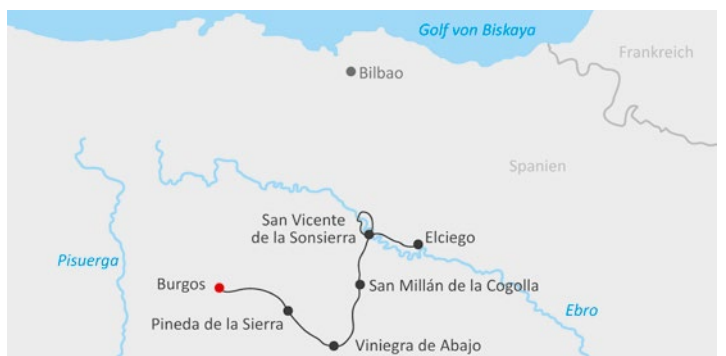 Golf von Biskaya
Frankreich
Bilbao
Spanien
San Vicente
de la Sonsierra
Elciego
Pisuerga
Burgos
San Millán de la Cogolla
Ebro
Pineda de la Sierra
Viniegra de Abajo